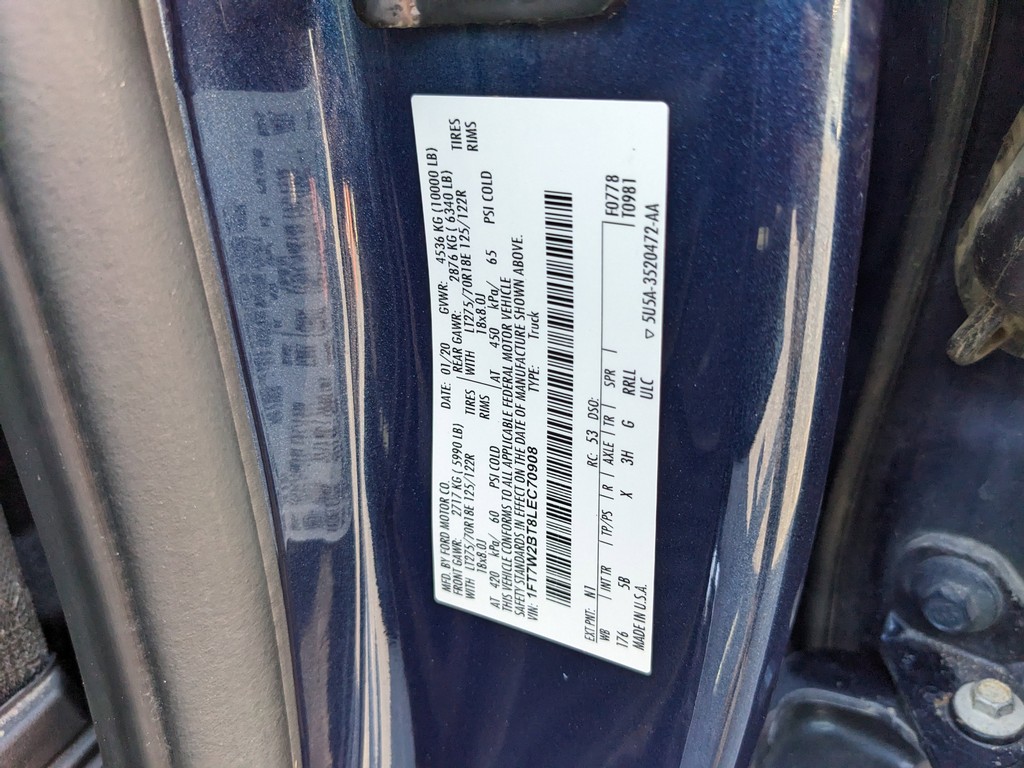 MFD. BY FORD MOTOR CO.
DATE: 01/20 GVWR: 4536 KG (10000 LB)
FRONT GAWR: 2717 KG ( 5990 LB) REAR GAWR: 2876 KG ( 6340 LB)
WITH LT275/70R18E 125/122R TIRES WITH LT275/70R18E 125/122R TIRES
18x8.0J RIMS 18x8.0J RIMS
AT 420 kPa/ 60 PSI COLD AT 450 kPa/ 65 PSI COLD
THIS VEHICLE CONFORMS TO ALL APPLICABLE FEDERAL MOTOR VEHICLE
SAFETY STANDARDS IN EFFECT ON THE DATE OF MANUFACTURE SHOWN ABOVE.
VIN: 1FT7W2BT8LEC70908 TYPE: Truck
EXT PNT: N1 RC: 53 DSO: F0778
WB INT TR TP/PS R AXLE TR SPR T0981
176 5B X 3H G RRLL
MADE IN U.S.A. ULC ▽ 5U5A-3520472-AA